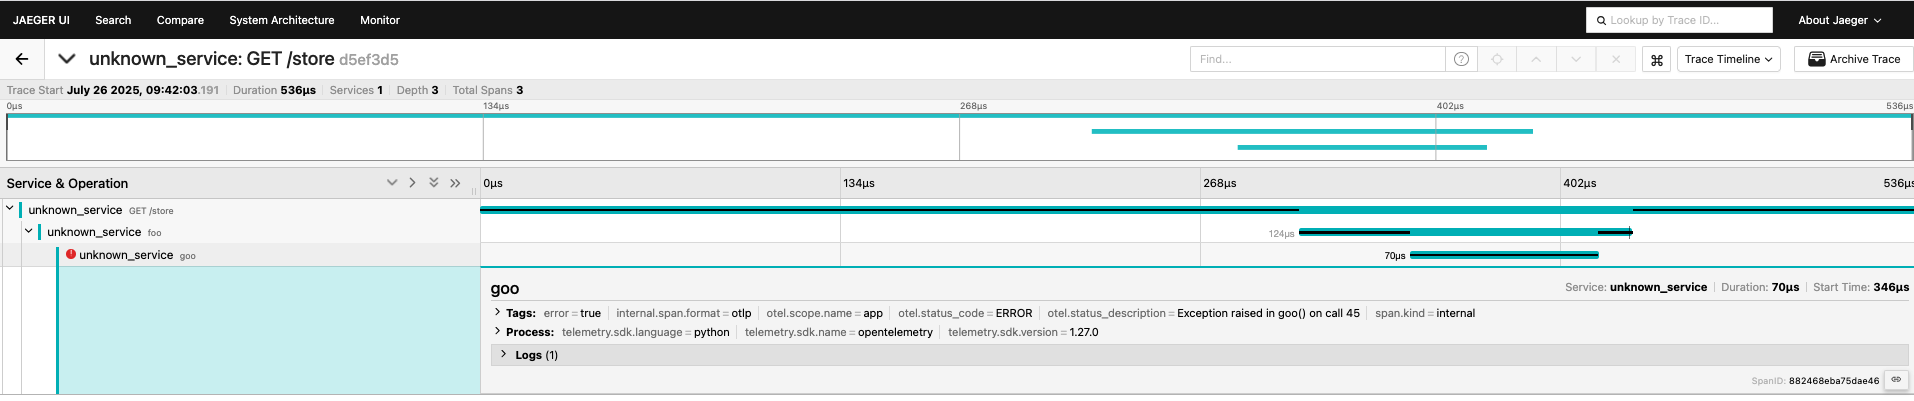 JAEGER UI Search Compare System Architecture Monitor Lookup by Trace ID... About Jaeger
unknown_service: GET /store d5ef3d5 Find... Trace Timeline Archive Trace
Trace Start July 26 2025, 09:42:03.191 Duration 536μs Services 1 Depth 3 Total Spans 3
0μs 134μs 268μs 402μs 536μs
Service & Operation 0μs 134μs 268μs 402μs 536μs
unknown_service GET /store
unknown_service foo 124μs
unknown_service goo 70μs
goo Service: unknown_service Duration: 70μs Start Time: 346μs
Tags: error = true internal.span.format = otlp otel.scope.name = app otel.status_code = ERROR otel.status_description = Exception raised in goo() on call 45 span.kind = internal
Process: telemetry.sdk.language = python telemetry.sdk.name = opentelemetry telemetry.sdk.version = 1.27.0
Logs (1)
SpanID: 882468eba75dae46